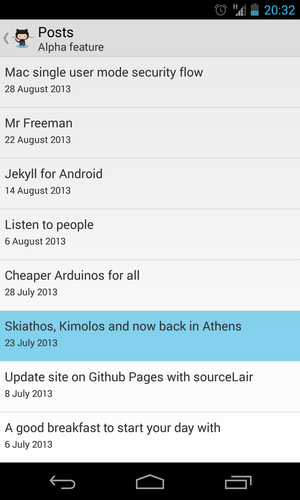 20:32
Posts
Alpha feature
Mac single user mode security flow
28 August 2013
Mr Freeman
22 August 2013
Jekyll for Android
14 August 2013
Listen to people
6 August 2013
Cheaper Arduinos for all
28 July 2013
Skiathos, Kimolos and now back in Athens
23 July 2013
Update site on Github Pages with sourceLair
8 July 2013
A good breakfast to start your day with
6 July 2013